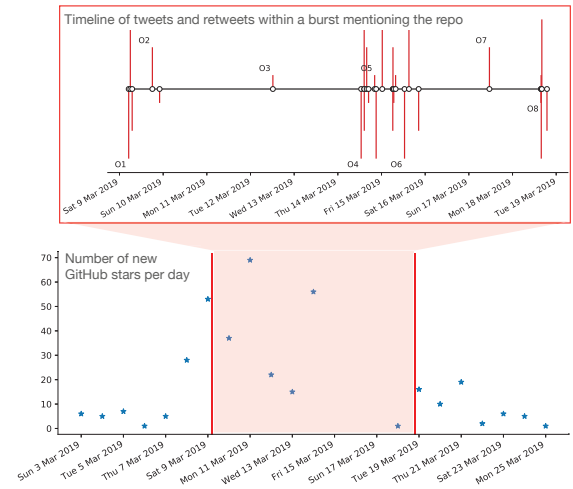 Timeline of tweets and retweets within a burst mentioning the repo
O2
O7
O3
O5
O8
O1
O4
O6
Sat 9 Mar 2019
Sun 10 Mar 2019
Mon 11 Mar 2019
Tue 12 Mar 2019
Wed 13 Mar 2019
Thu 14 Mar 2019
Fri 15 Mar 2019
Sat 16 Mar 2019
Sun 17 Mar 2019
Mon 18 Mar 2019
Tue 19 Mar 2019
Number of new
GitHub stars per day
70
60
50
40
30
20
10
0
Sun 3 Mar 2019
Tue 5 Mar 2019
Thu 7 Mar 2019
Sat 9 Mar 2019
Mon 11 Mar 2019
Wed 13 Mar 2019
Fri 15 Mar 2019
Sun 17 Mar 2019
Tue 19 Mar 2019
Thu 21 Mar 2019
Sat 23 Mar 2019
Mon 25 Mar 2019